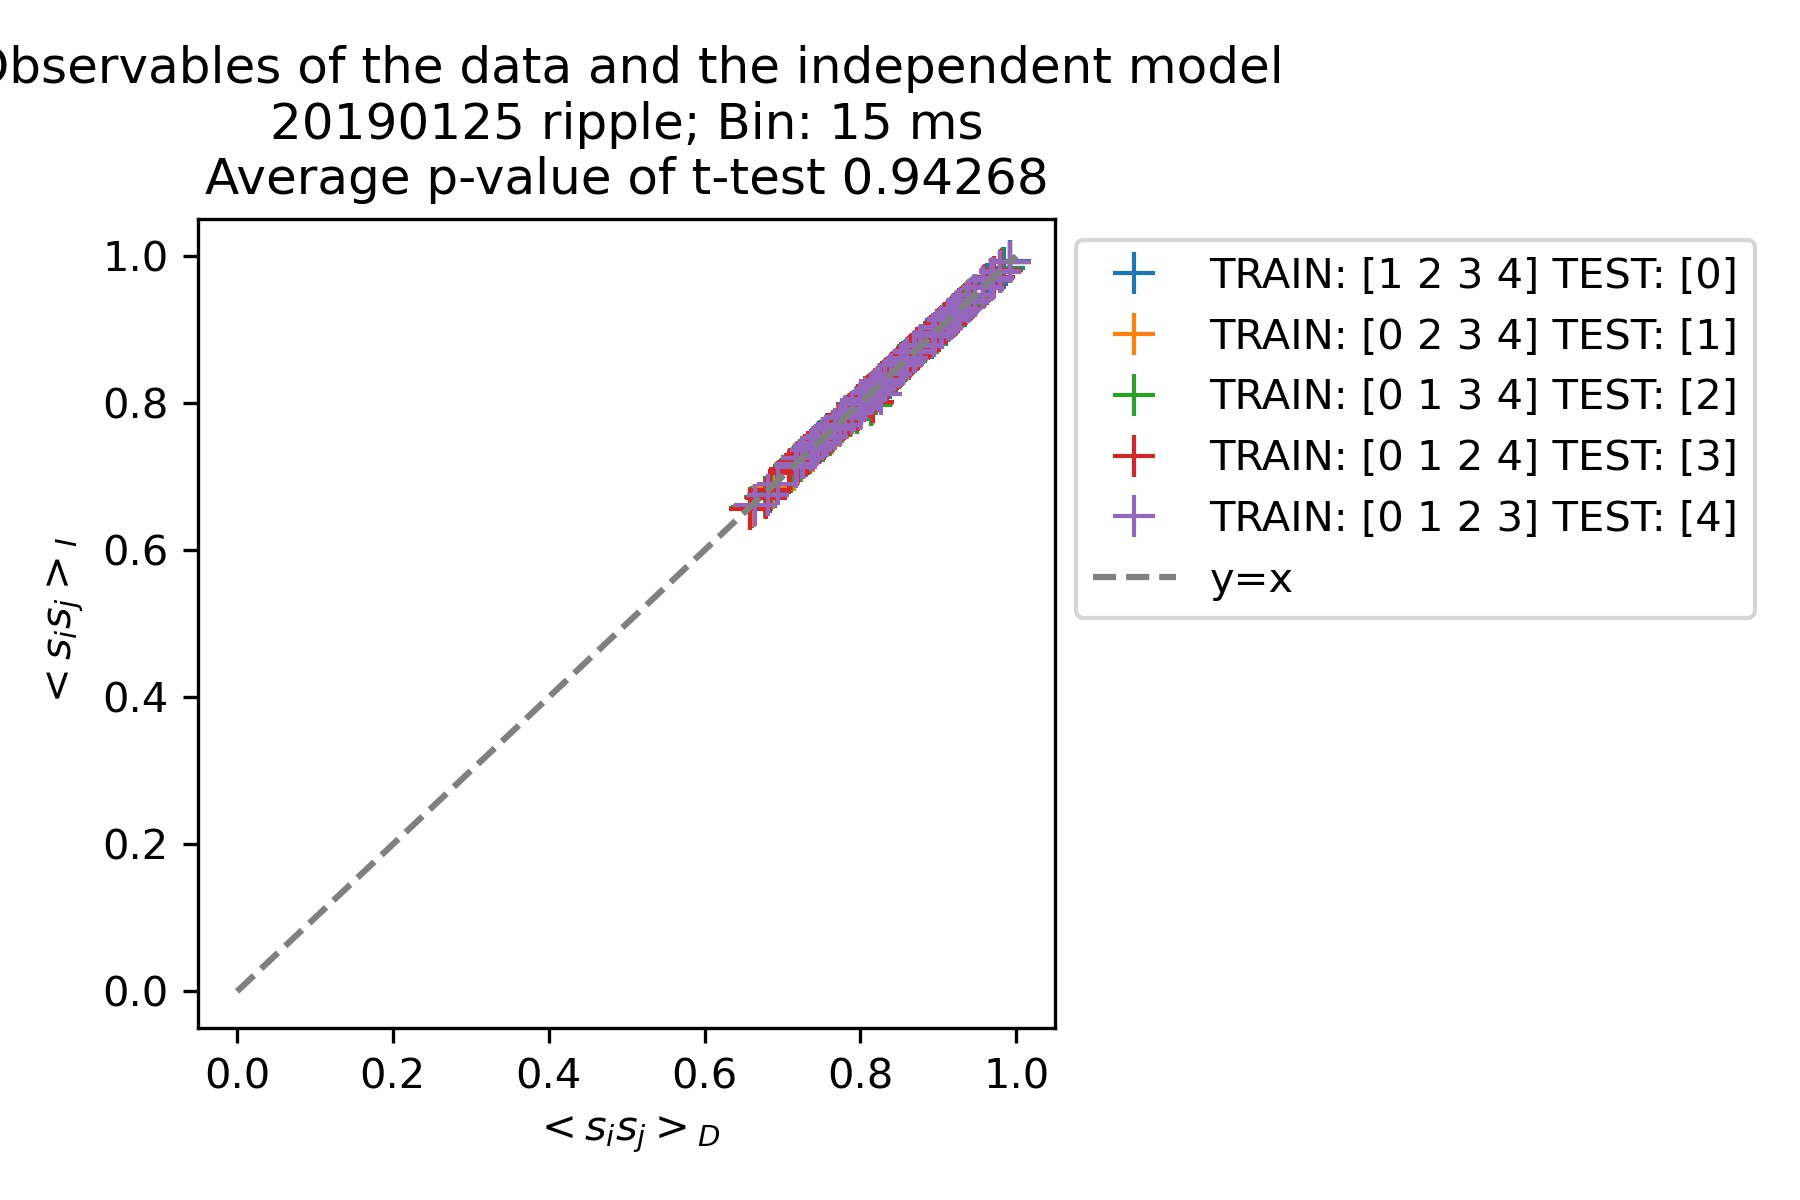 Observables of the data and the independent model
20190125 ripple; Bin: 15 ms
Average p-value of t-test 0.94268
1.0
0.8
0.6
0.4
0.2
0.0
0.0 0.2 0.4 0.6 0.8 1.0
< s_i s_j >_I
< s_i s_j >_D
TRAIN: [1 2 3 4] TEST: [0]
TRAIN: [0 2 3 4] TEST: [1]
TRAIN: [0 1 3 4] TEST: [2]
TRAIN: [0 1 2 4] TEST: [3]
TRAIN: [0 1 2 3] TEST: [4]
y=x